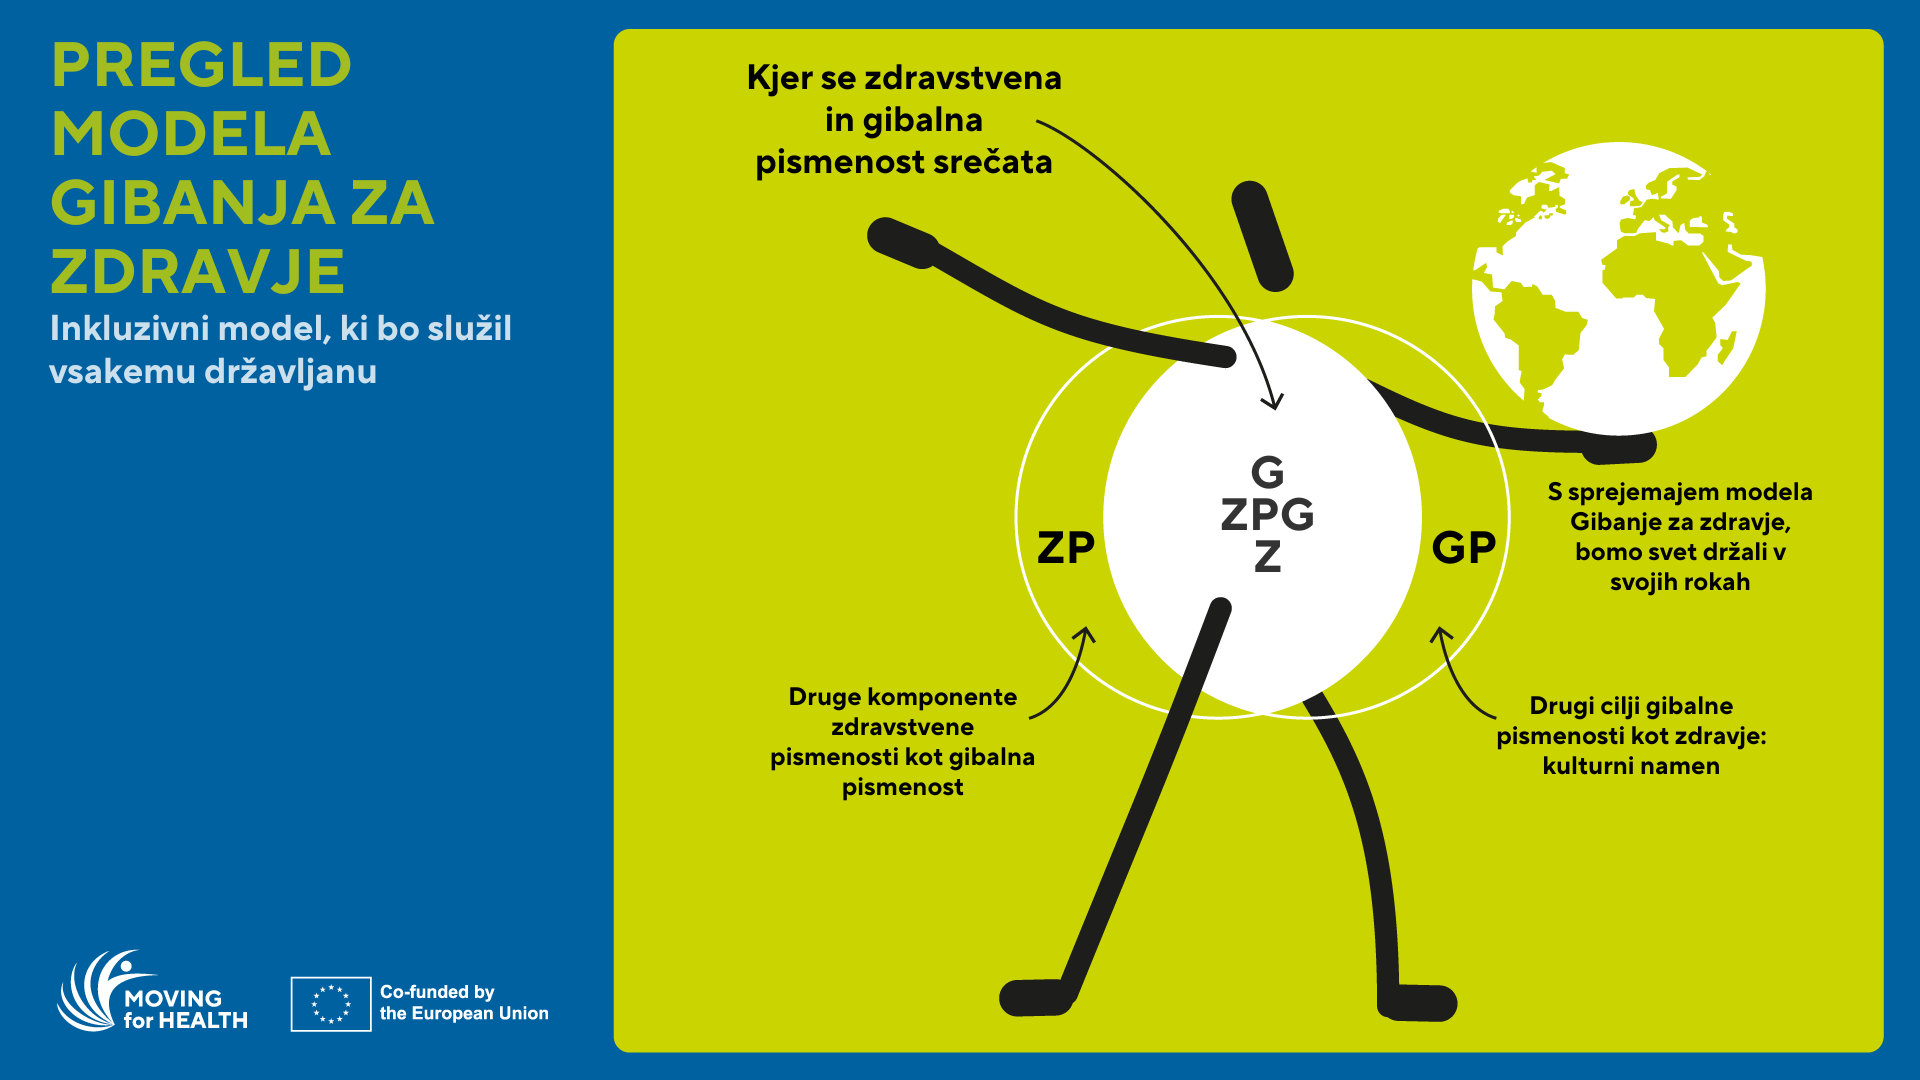 PREGLED
MODELA
GIBANJA ZA
ZDRAVJE
Inkluzivni model, ki bo služil
vsakemu državljanu
Kjer se zdravstvena
in gibalna
pismenost srečata
G
ZPG
Z
ZP
GP
S sprejemajem modela
Gibanje za zdravje,
bomo svet držali v
svojih rokah
Druge komponente
zdravstvene
pismenosti kot gibalna
pismenost
Drugi cilji gibalne
pismenosti kot zdravje:
kulturni namen
MOVING
for HEALTH
Co-funded by
the European Union